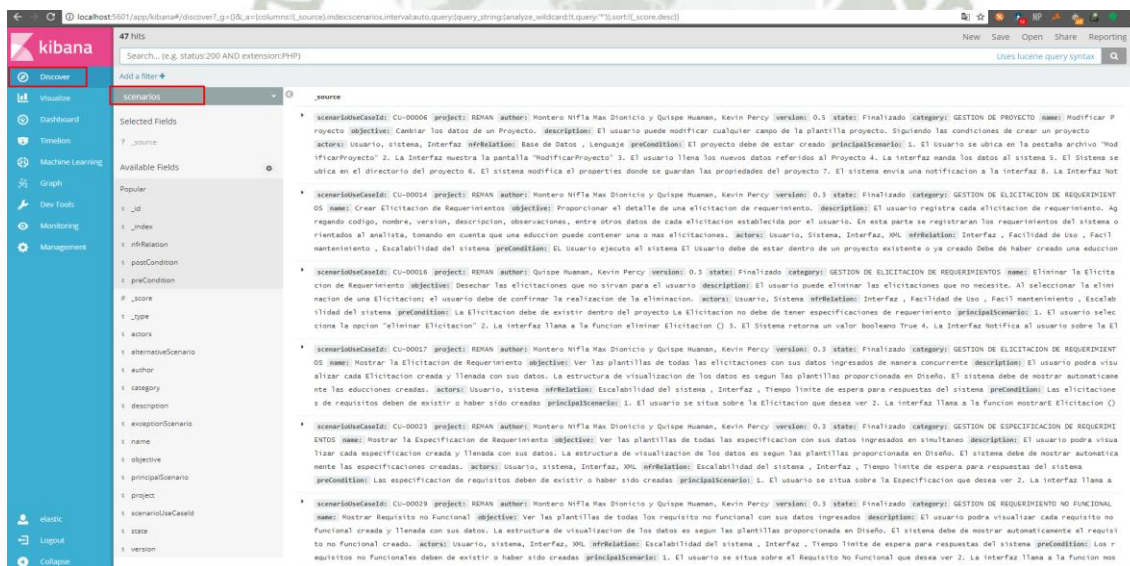 localhost:5601/app/kibana#/discover?_g=()&_a=(columns:!(_source),index:scenarios,interval:auto,query:(query_string:(analyze_wildcard:!t,query:'*')),sort:!(_score,desc))
kibana
Discover
Visualize
Dashboard
Timelion
Machine Learning
Graph
Dev Tools
Monitoring
Management
elastic
Logout
Collapse
47 hits
New Save Open Share Reporting
Search... (e.g. status:200 AND extension:PHP)
Uses lucene query syntax
Add a filter +
scenarios
Selected Fields
? _source
Available Fields
Popular
t _id
t _index
t nfrRelation
t postCondition
t preCondition
# _score
t _type
t actors
t alternativeScenario
t author
t category
t description
t exceptionScenario
t name
t objective
t principalScenario
t project
t scenarioUseCaseId
t state
t version
_source
scenarioUseCaseId: CU-00006 project: REMAN author: Montero Nifla Max Dionicio y Quispe Huaman, Kevin Percy version: 0.5 state: Finalizado category: GESTION DE PROYECTO name: Modificar P
royecto objective: Cambiar los datos de un Proyecto. description: El usuario puede modificar cualquier campo de la plantilla proyecto. Siguiendo las condiciones de crear un proyecto
actors: Usuario, sistema, Interfaz nfrRelation: Base de Datos , Lenguaje preCondition: El proyecto debe de estar creado principalScenario: 1. El Usuario se ubica en la pestaña archivo "Mod
ificarProyecto" 2. La Interfaz muestra la pantalla "ModificarProyecto" 3. El usuario llena los nuevos datos referidos al Proyecto 4. La interfaz manda los datos al sistema 5. El Sistema se
ubica en el directorio del proyecto 6. El sistema modifica el properties donde se guardan las propiedades del proyecto 7. El sistema envia una notificacion a la interfaz 8. La Interfaz Not
scenarioUseCaseId: CU-00014 project: REMAN author: Montero Nifla Max Dionicio y Quispe Huaman, Kevin Percy version: 0.3 state: Finalizado category: GESTION DE ELICITACION DE REQUERIMIENT
OS name: Crear Elicitacion de Requerimientos objective: Proporcionar el detalle de una elicitacion de requerimiento. description: El usuario registra cada elicitacion de requerimiento. Ag
regando codigo, nombre, version, descripcion, observaciones, entre otros datos de cada elicitacion establecida por el usuario. En esta parte se registraran los requerimientos del sistema o
rientados al analista, tomando en cuenta que una educcion puede contener una o mas elicitaciones. actors: Usuario, Sistema, Interfaz, XML nfrRelation: Interfaz , Facilidad de Uso , Facil
mantenimiento , Escalabilidad del sistema preCondition: EL Usuario ejecuto el sistema El Usuario debe de estar dentro de un proyecto existente o ya creado Debe de haber creado una educcion
scenarioUseCaseId: CU-00016 project: REMAN author: Quispe Huaman, Kevin Percy version: 0.3 state: Finalizado category: GESTION DE ELICITACION DE REQUERIMIENTOS name: Eliminar la Elicita
cion de Requerimiento objective: Desechar las elicitaciones que no sirvan para el usuario description: El usuario puede eliminar las elicitaciones que no necesite. Al seleccionar la elimi
nacion de una Elicitacion; el usuario debe de confirmar la realizacion de la eliminacion. actors: Usuario, Sistema nfrRelation: Interfaz , Facilidad de Uso , Facil mantenimiento , Escalab
ilidad del sistema preCondition: La Elicitacion debe de existir dentro del proyecto La Elicitacion no debe de tener especificaciones de requerimiento principalScenario: 1. El usuario selec
ciona la opcion "eliminar Elicitacion" 2. La interfaz llama a la funcion eliminar Elicitacion () 3. El Sistema retorna un valor booleano True 4. La Interfaz Notifica al usuario sobre la El
scenarioUseCaseId: CU-00017 project: REMAN author: Montero Nifla Max Dionicio y Quispe Huaman, Kevin Percy version: 0.3 state: Finalizado category: GESTION DE ELICITACION DE REQUERIMIENT
OS name: Mostrar la Elicitacion de Requerimiento objective: Ver las plantillas de todas las elicitaciones con sus datos ingresados de manera concurrente description: El usuario podra visu
alizar cada Elicitacion creada y llenada con sus datos. La estructura de visualizacion de los datos es segun las plantillas proporcionada en Diseño. El sistema debe de mostrar automaticame
nte las educciones creadas. actors: Usuario, sistema nfrRelation: Escalabilidad del sistema , Interfaz , Tiempo limite de espera para respuestas del sistema preCondition: Las elicitacione
s de requisitos deben de existir o haber sido creadas principalScenario: 1. El usuario se situa sobre la Elicitacion que desea ver 2. La interfaz llama a la funcion mostrarE Elicitacion ()
scenarioUseCaseId: CU-00023 project: REMAN author: Montero Nifla Max Dionicio y Quispe Huaman, Kevin Percy version: 0.3 state: Finalizado category: GESTION DE ESPECIFICACION DE REQUERIMI
ENTOS name: Mostrar la Especificacion de Requerimiento objective: Ver las plantillas de todas las especificacion con sus datos ingresados en simultaneo description: El usuario podra visua
lizar cada especificacion creada y llenada con sus datos. La estructura de visualizacion de los datos es segun las plantillas proporcionada en Diseño. El sistema debe de mostrar automatica
mente las especificaciones creadas. actors: Usuario, sistema, Interfaz, XML nfrRelation: Escalabilidad del sistema , Interfaz , Tiempo limite de espera para respuestas del sistema
preCondition: Las especificacion de requisitos deben de existir o haber sido creadas principalScenario: 1. El usuario se situa sobre la Especificacion que desea ver 2. La interfaz llama a
scenarioUseCaseId: CU-00029 project: REMAN author: Montero Nifla Max Dionicio y Quispe Huaman, Kevin Percy version: 0.3 state: Finalizado category: GESTION DE REQUERIMIENTO NO FUNCIONAL
name: Mostrar Requisito no Funcional objective: Ver las plantillas de todas los requisito no funcional con sus datos ingresados description: El usuario podra visualizar cada requisito no
funcional creada y llenada con sus datos. La estructura de visualizacion de los datos es segun las plantillas proporcionada en Diseño. El sistema debe de mostrar automaticamente el requisi
to no funcional creado. actors: Usuario, sistema, Interfaz, XML nfrRelation: Escalabilidad del sistema , Interfaz , Tiempo limite de espera para respuestas del sistema preCondition: Los r
equisitos no funcionales deben de existir o haber sido creadas principalScenario: 1. El usuario se situa sobre el Requisito No Funcional que desea ver 2. La interfaz llama a la funcion mos